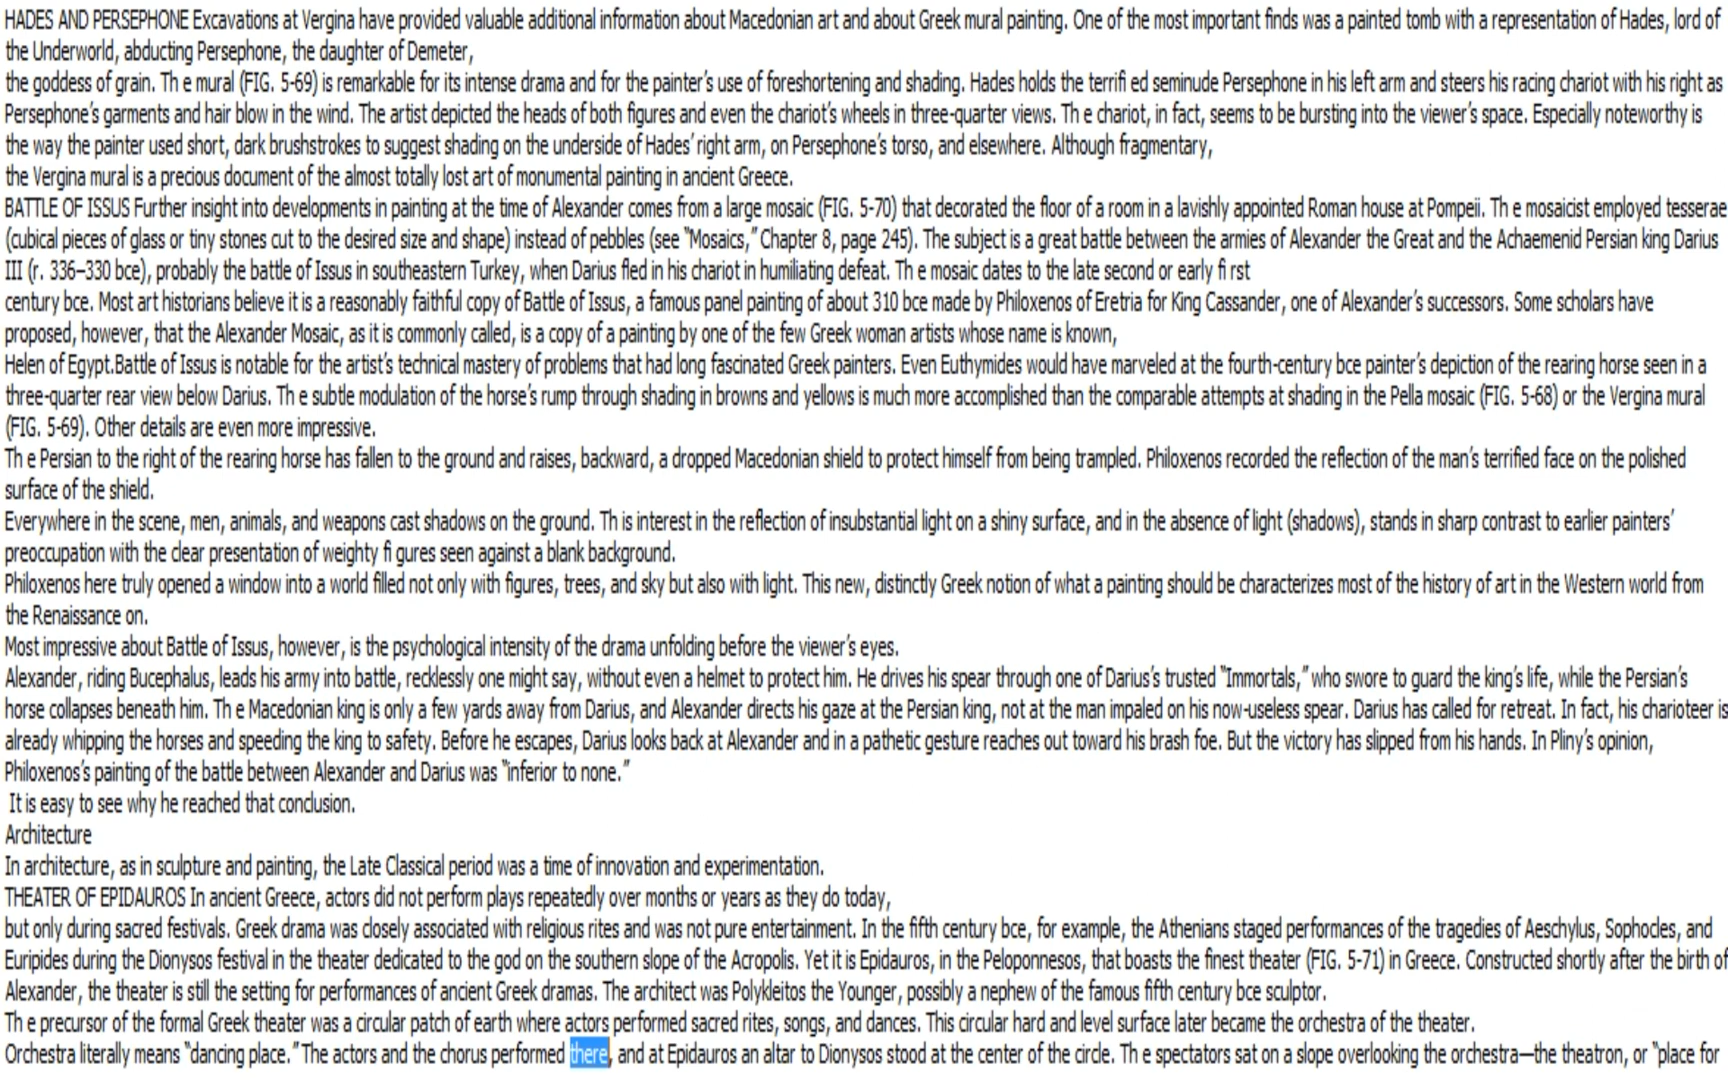 HADES AND PERSEPHONE Excavations at Vergina have provided valuable additional information about Macedonian art and about Greek mural painting. One of the most important finds was a painted tomb with a representation of Hades, lord of
the Underworld, abducting Persephone, the daughter of Demeter,
the goddess of grain. Th e mural (FIG. 5-69) is remarkable for its intense drama and for the painter's use of foreshortening and shading. Hades holds the terrifi ed seminude Persephone in his left arm and steers his racing chariot with his right as
Persephone's garments and hair blow in the wind. The artist depicted the heads of both figures and even the chariot's wheels in three-quarter views. Th e chariot, in fact, seems to be bursting into the viewer's space. Especially noteworthy is
the way the painter used short, dark brushstrokes to suggest shading on the underside of Hades' right arm, on Persephone's torso, and elsewhere. Although fragmentary,
the Vergina mural is a precious document of the almost totally lost art of monumental painting in ancient Greece.
BATTLE OF ISSUS Further insight into developments in painting at the time of Alexander comes from a large mosaic (FIG. 5-70) that decorated the floor of a room in a lavishly appointed Roman house at Pompeii. Th e mosaicist employed tesserae
(cubical pieces of glass or tiny stones cut to the desired size and shape) instead of pebbles (see "Mosaics," Chapter 8, page 245). The subject is a great battle between the armies of Alexander the Great and the Achaemenid Persian king Darius
III (r. 336–330 bce), probably the battle of Issus in southeastern Turkey, when Darius fled in his chariot in humiliating defeat. Th e mosaic dates to the late second or early fi rst
century bce. Most art historians believe it is a reasonably faithful copy of Battle of Issus, a famous panel painting of about 310 bce made by Philoxenos of Eretria for King Cassander, one of Alexander's successors. Some scholars have
proposed, however, that the Alexander Mosaic, as it is commonly called, is a copy of a painting by one of the few Greek woman artists whose name is known,
Helen of Egypt.Battle of Issus is notable for the artist's technical mastery of problems that had long fascinated Greek painters. Even Euthymides would have marveled at the fourth-century bce painter's depiction of the rearing horse seen in a
three-quarter rear view below Darius. Th e subtle modulation of the horse's rump through shading in browns and yellows is much more accomplished than the comparable attempts at shading in the Pella mosaic (FIG. 5-68) or the Vergina mural
(FIG. 5-69). Other details are even more impressive.
Th e Persian to the right of the rearing horse has fallen to the ground and raises, backward, a dropped Macedonian shield to protect himself from being trampled. Philoxenos recorded the reflection of the man's terrified face on the polished
surface of the shield.
Everywhere in the scene, men, animals, and weapons cast shadows on the ground. Th is interest in the reflection of insubstantial light on a shiny surface, and in the absence of light (shadows), stands in sharp contrast to earlier painters'
preoccupation with the clear presentation of weighty fi gures seen against a blank background.
Philoxenos here truly opened a window into a world filled not only with figures, trees, and sky but also with light. This new, distinctly Greek notion of what a painting should be characterizes most of the history of art in the Western world from
the Renaissance on.
Most impressive about Battle of Issus, however, is the psychological intensity of the drama unfolding before the viewer's eyes.
Alexander, riding Bucephalus, leads his army into battle, recklessly one might say, without even a helmet to protect him. He drives his spear through one of Darius's trusted "Immortals," who swore to guard the king's life, while the Persian's
horse collapses beneath him. Th e Macedonian king is only a few yards away from Darius, and Alexander directs his gaze at the Persian king, not at the man impaled on his now-useless spear. Darius has called for retreat. In fact, his charioteer is
already whipping the horses and speeding the king to safety. Before he escapes, Darius looks back at Alexander and in a pathetic gesture reaches out toward his brash foe. But the victory has slipped from his hands. In Pliny's opinion,
Philoxenos's painting of the battle between Alexander and Darius was "inferior to none."
It is easy to see why he reached that conclusion.
Architecture
In architecture, as in sculpture and painting, the Late Classical period was a time of innovation and experimentation.
THEATER OF EPIDAUROS In ancient Greece, actors did not perform plays repeatedly over months or years as they do today,
but only during sacred festivals. Greek drama was closely associated with religious rites and was not pure entertainment. In the fifth century bce, for example, the Athenians staged performances of the tragedies of Aeschylus, Sophocles, and
Euripides during the Dionysos festival in the theater dedicated to the god on the southern slope of the Acropolis. Yet it is Epidauros, in the Peloponnesos, that boasts the finest theater (FIG. 5-71) in Greece. Constructed shortly after the birth of
Alexander, the theater is still the setting for performances of ancient Greek dramas. The architect was Polykleitos the Younger, possibly a nephew of the famous fifth century bce sculptor.
Th e precursor of the formal Greek theater was a circular patch of earth where actors performed sacred rites, songs, and dances. This circular hard and level surface later became the orchestra of the theater.
Orchestra literally means "dancing place." The actors and the chorus performed there, and at Epidauros an altar to Dionysos stood at the center of the circle. Th e spectators sat on a slope overlooking the orchestra—the theatron, or "place for